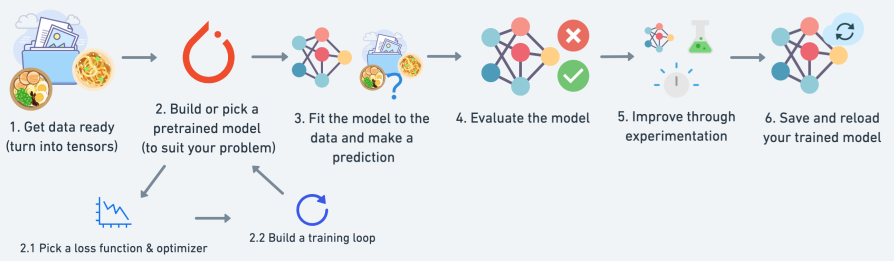 1. Get data ready
(turn into tensors)
2. Build or pick a
pretrained model
(to suit your problem)
3. Fit the model to the
data and make a
prediction
4. Evaluate the model
5. Improve through
experimentation
6. Save and reload
your trained model
2.1 Pick a loss function & optimizer
2.2 Build a training loop
?